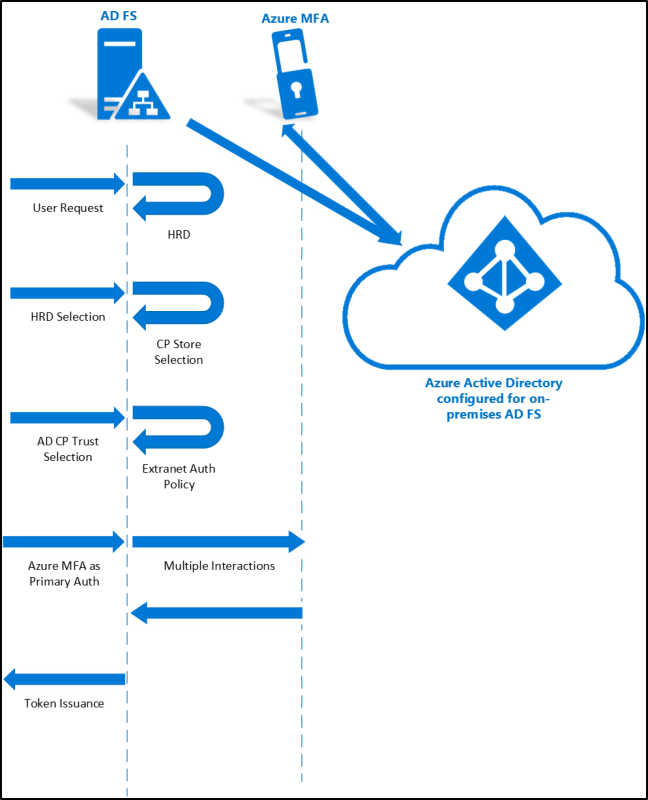 AD FS
Azure MFA
User Request
HRD
HRD Selection
CP Store
Selection
Azure Active Directory
configured for on-
premises AD FS
AD CP Trust
Selection
Extranet Auth
Policy
Azure MFA as
Primary Auth
Multiple Interactions
Token Issuance